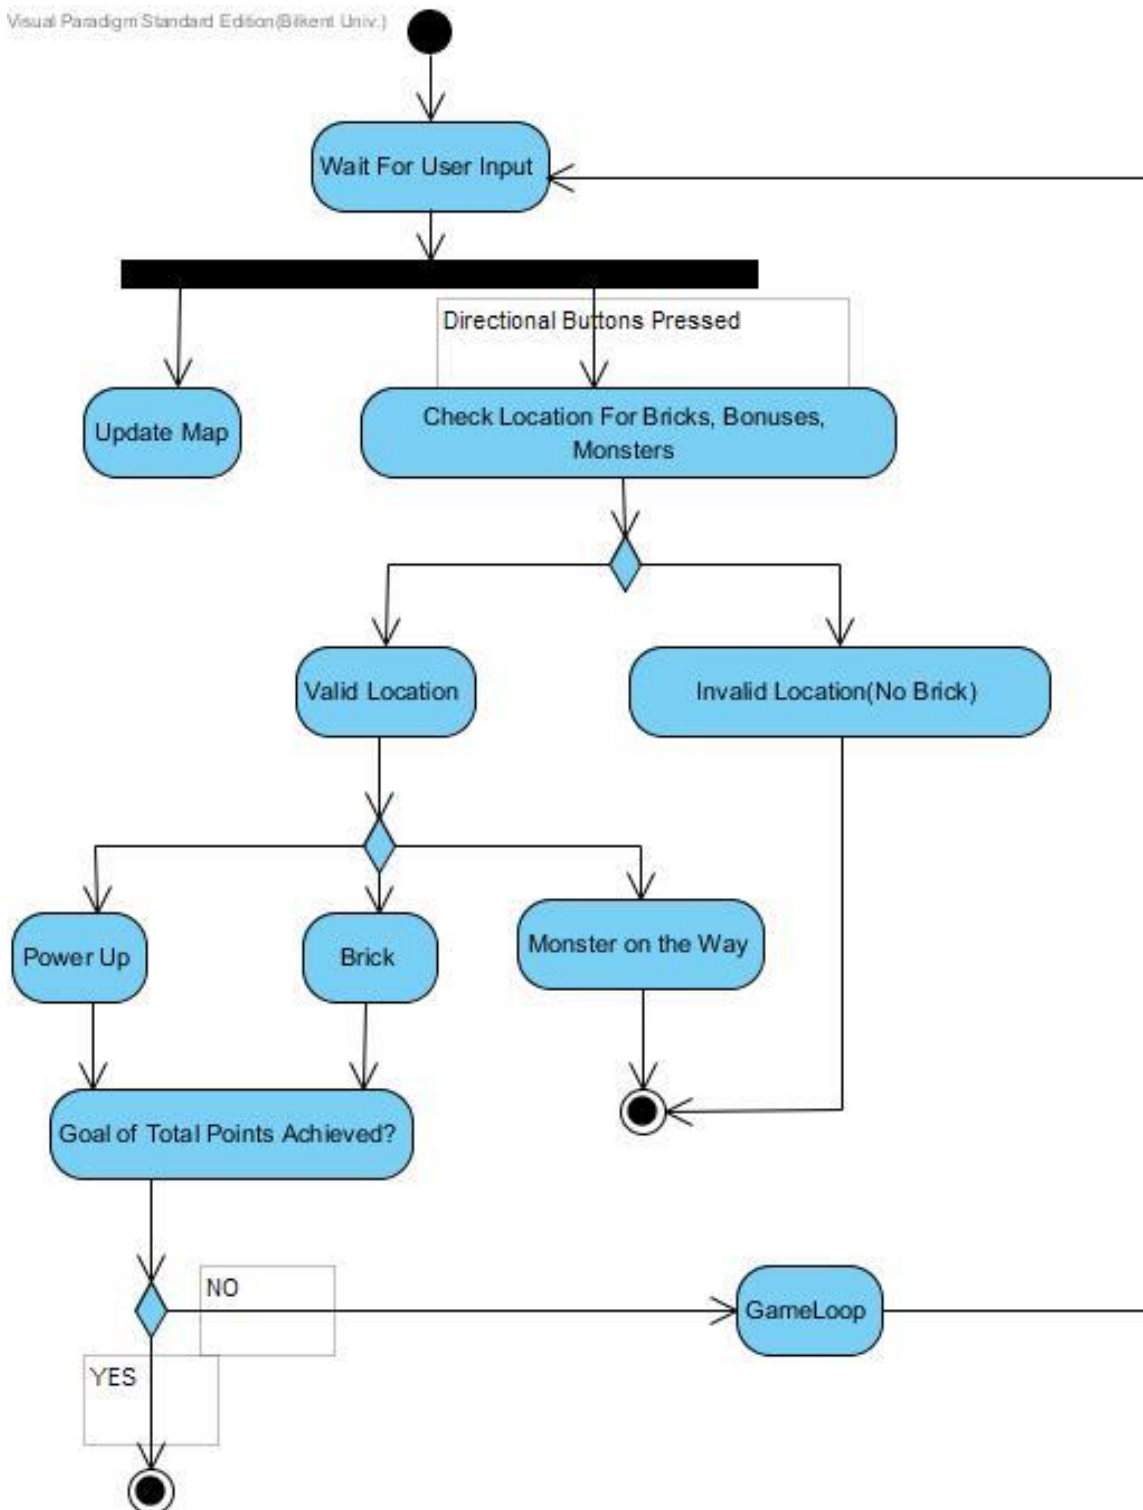 Visual Paradigm Standard Edition(Bilkent Univ.)
Wait For User Input
Directional Buttons Pressed
Update Map
Check Location For Bricks, Bonuses,
Monsters
Valid Location
Invalid Location(No Brick)
Power Up
Brick
Monster on the Way
Goal of Total Points Achieved?
NO
GameLoop
YES